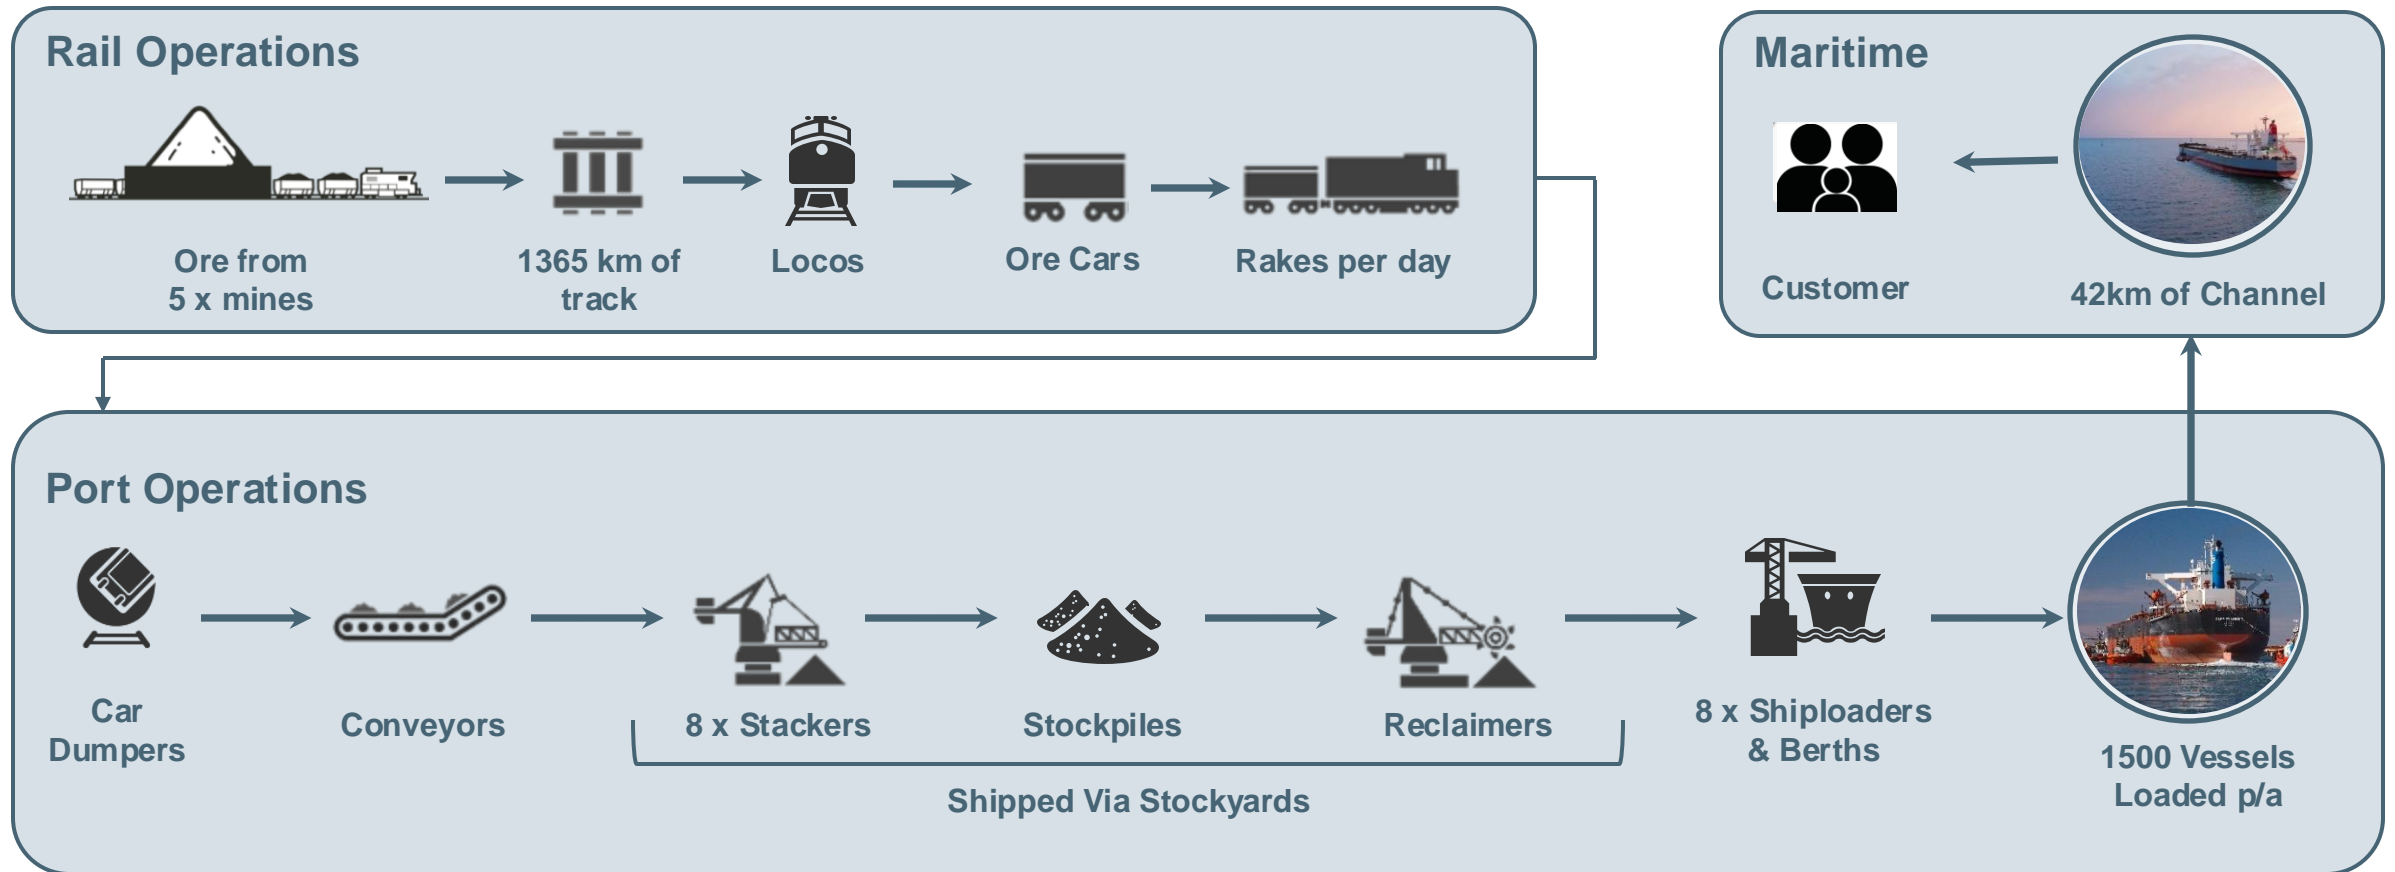 Rail Operations
Ore from
5 x mines
1365 km of
track
Locos
Ore Cars
Rakes per day
Maritime
Customer
42km of Channel
Port Operations
Car
Dumpers
Conveyors
8 x Stackers
Stockpiles
Reclaimers
Shipped Via Stockyards
8 x Shiploaders
& Berths
1500 Vessels
Loaded p/a